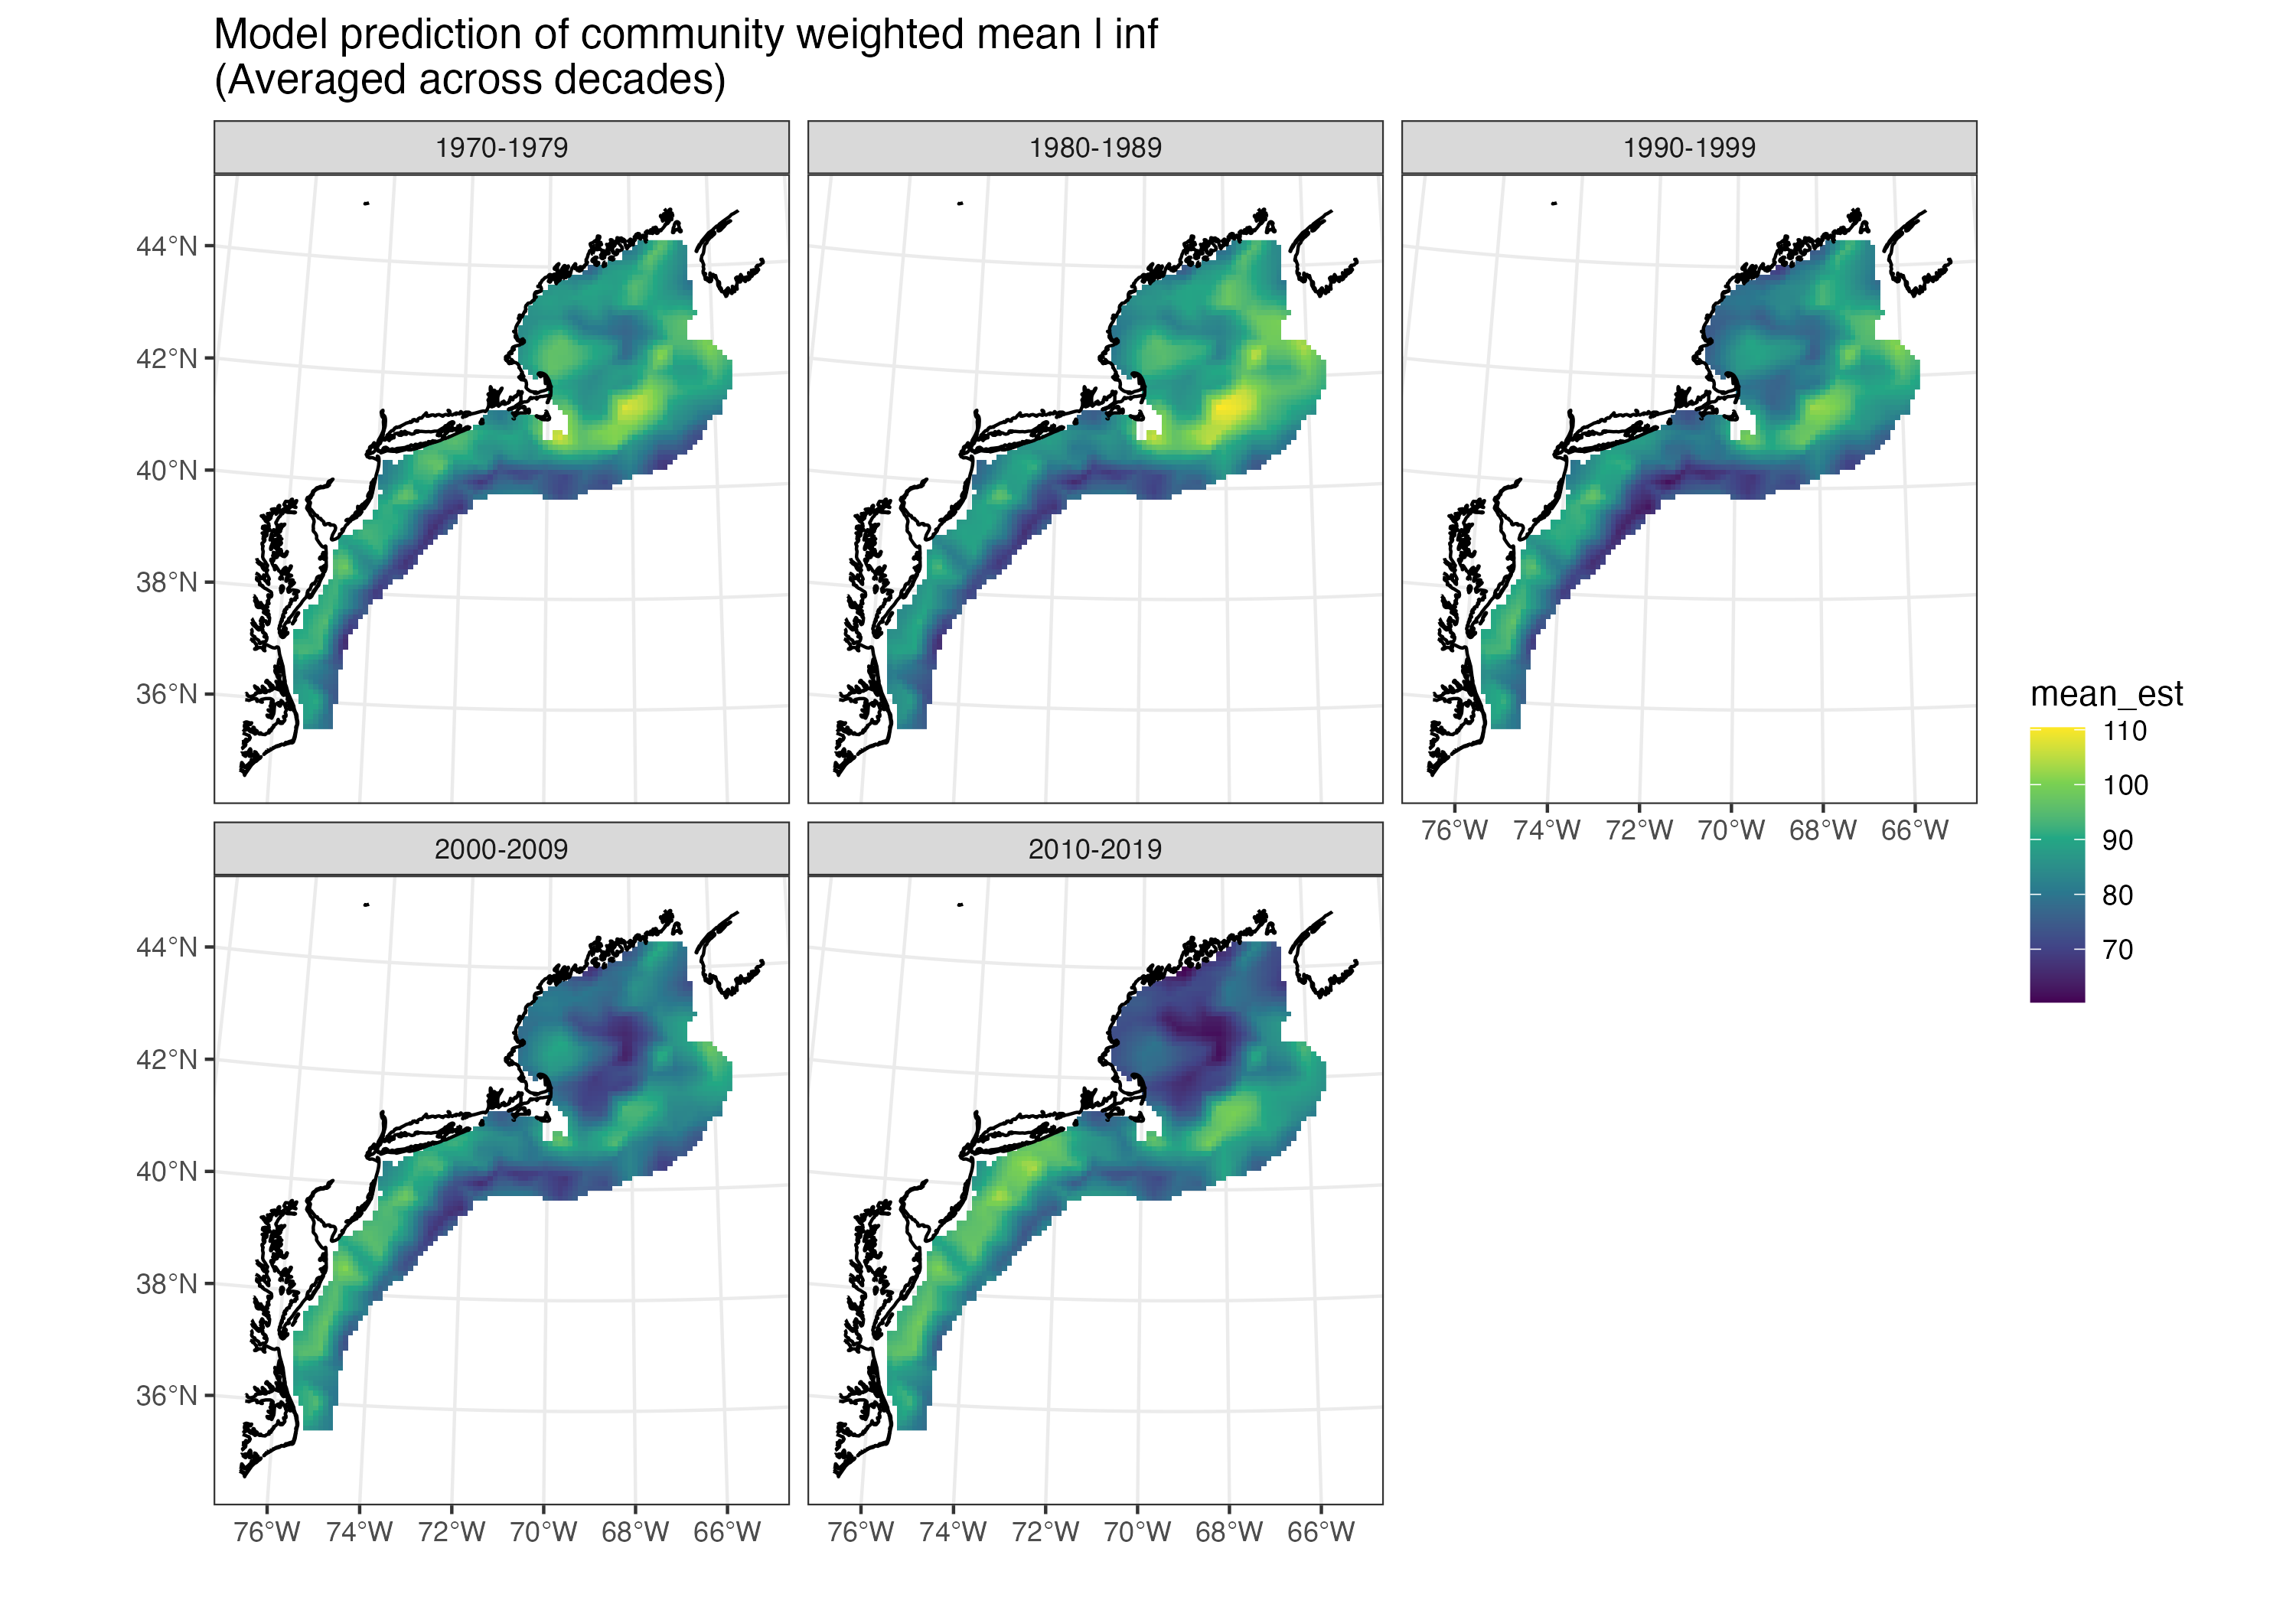 Model prediction of community weighted mean l inf
(Averaged across decades)
1970-1979
1980-1989
1990-1999
44°N
42°N
40°N
38°N
36°N
76°W 74°W 72°W 70°W 68°W 66°W
2000-2009
2010-2019
44°N
42°N
40°N
38°N
36°N
76°W 74°W 72°W 70°W 68°W 66°W
76°W 74°W 72°W 70°W 68°W 66°W
mean_est
110
100
90
80
70